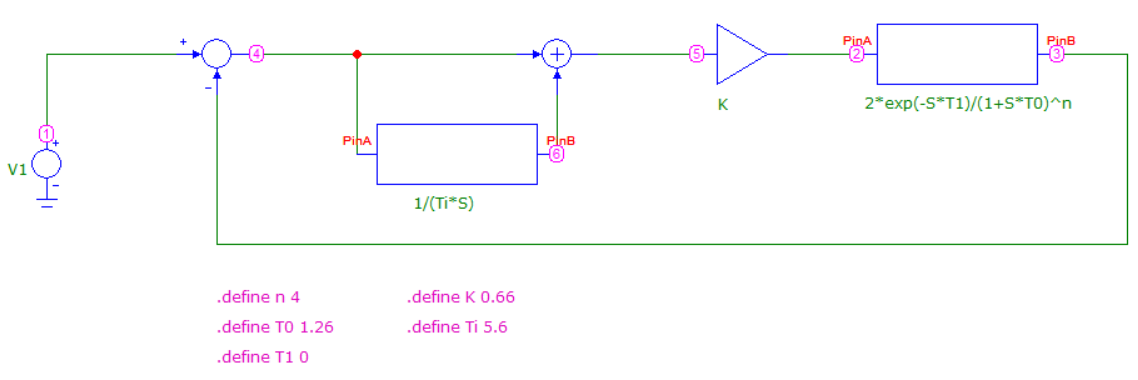 +
4
+
5
PinA
2
PinB
3
-
K
2*exp(-S*T1)/(1+S*T0)^n
1
+
V1
-
PinA
PinB
6
1/(Ti*S)
.define n 4 .define K 0.66
.define T0 1.26 .define Ti 5.6
.define T1 0